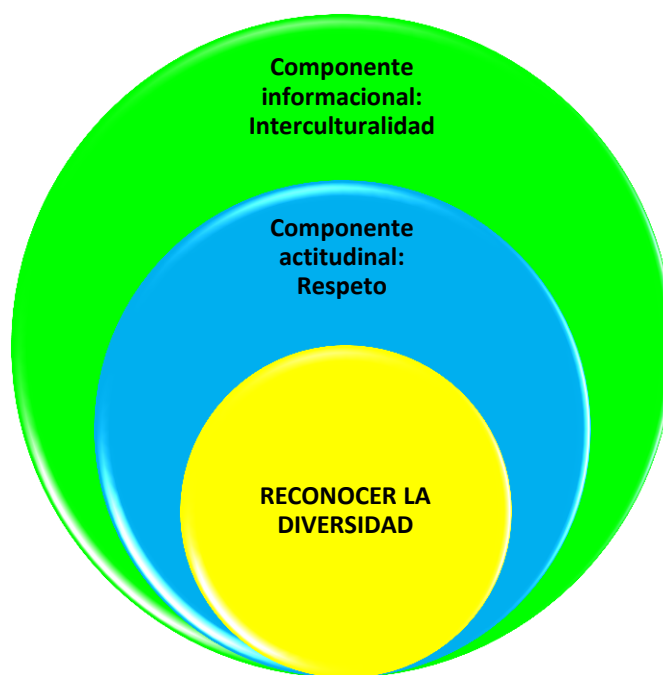 Componente
informacional:
Interculturalidad
Componente
actitudinal:
Respeto
RECONOCER LA
DIVERSIDAD